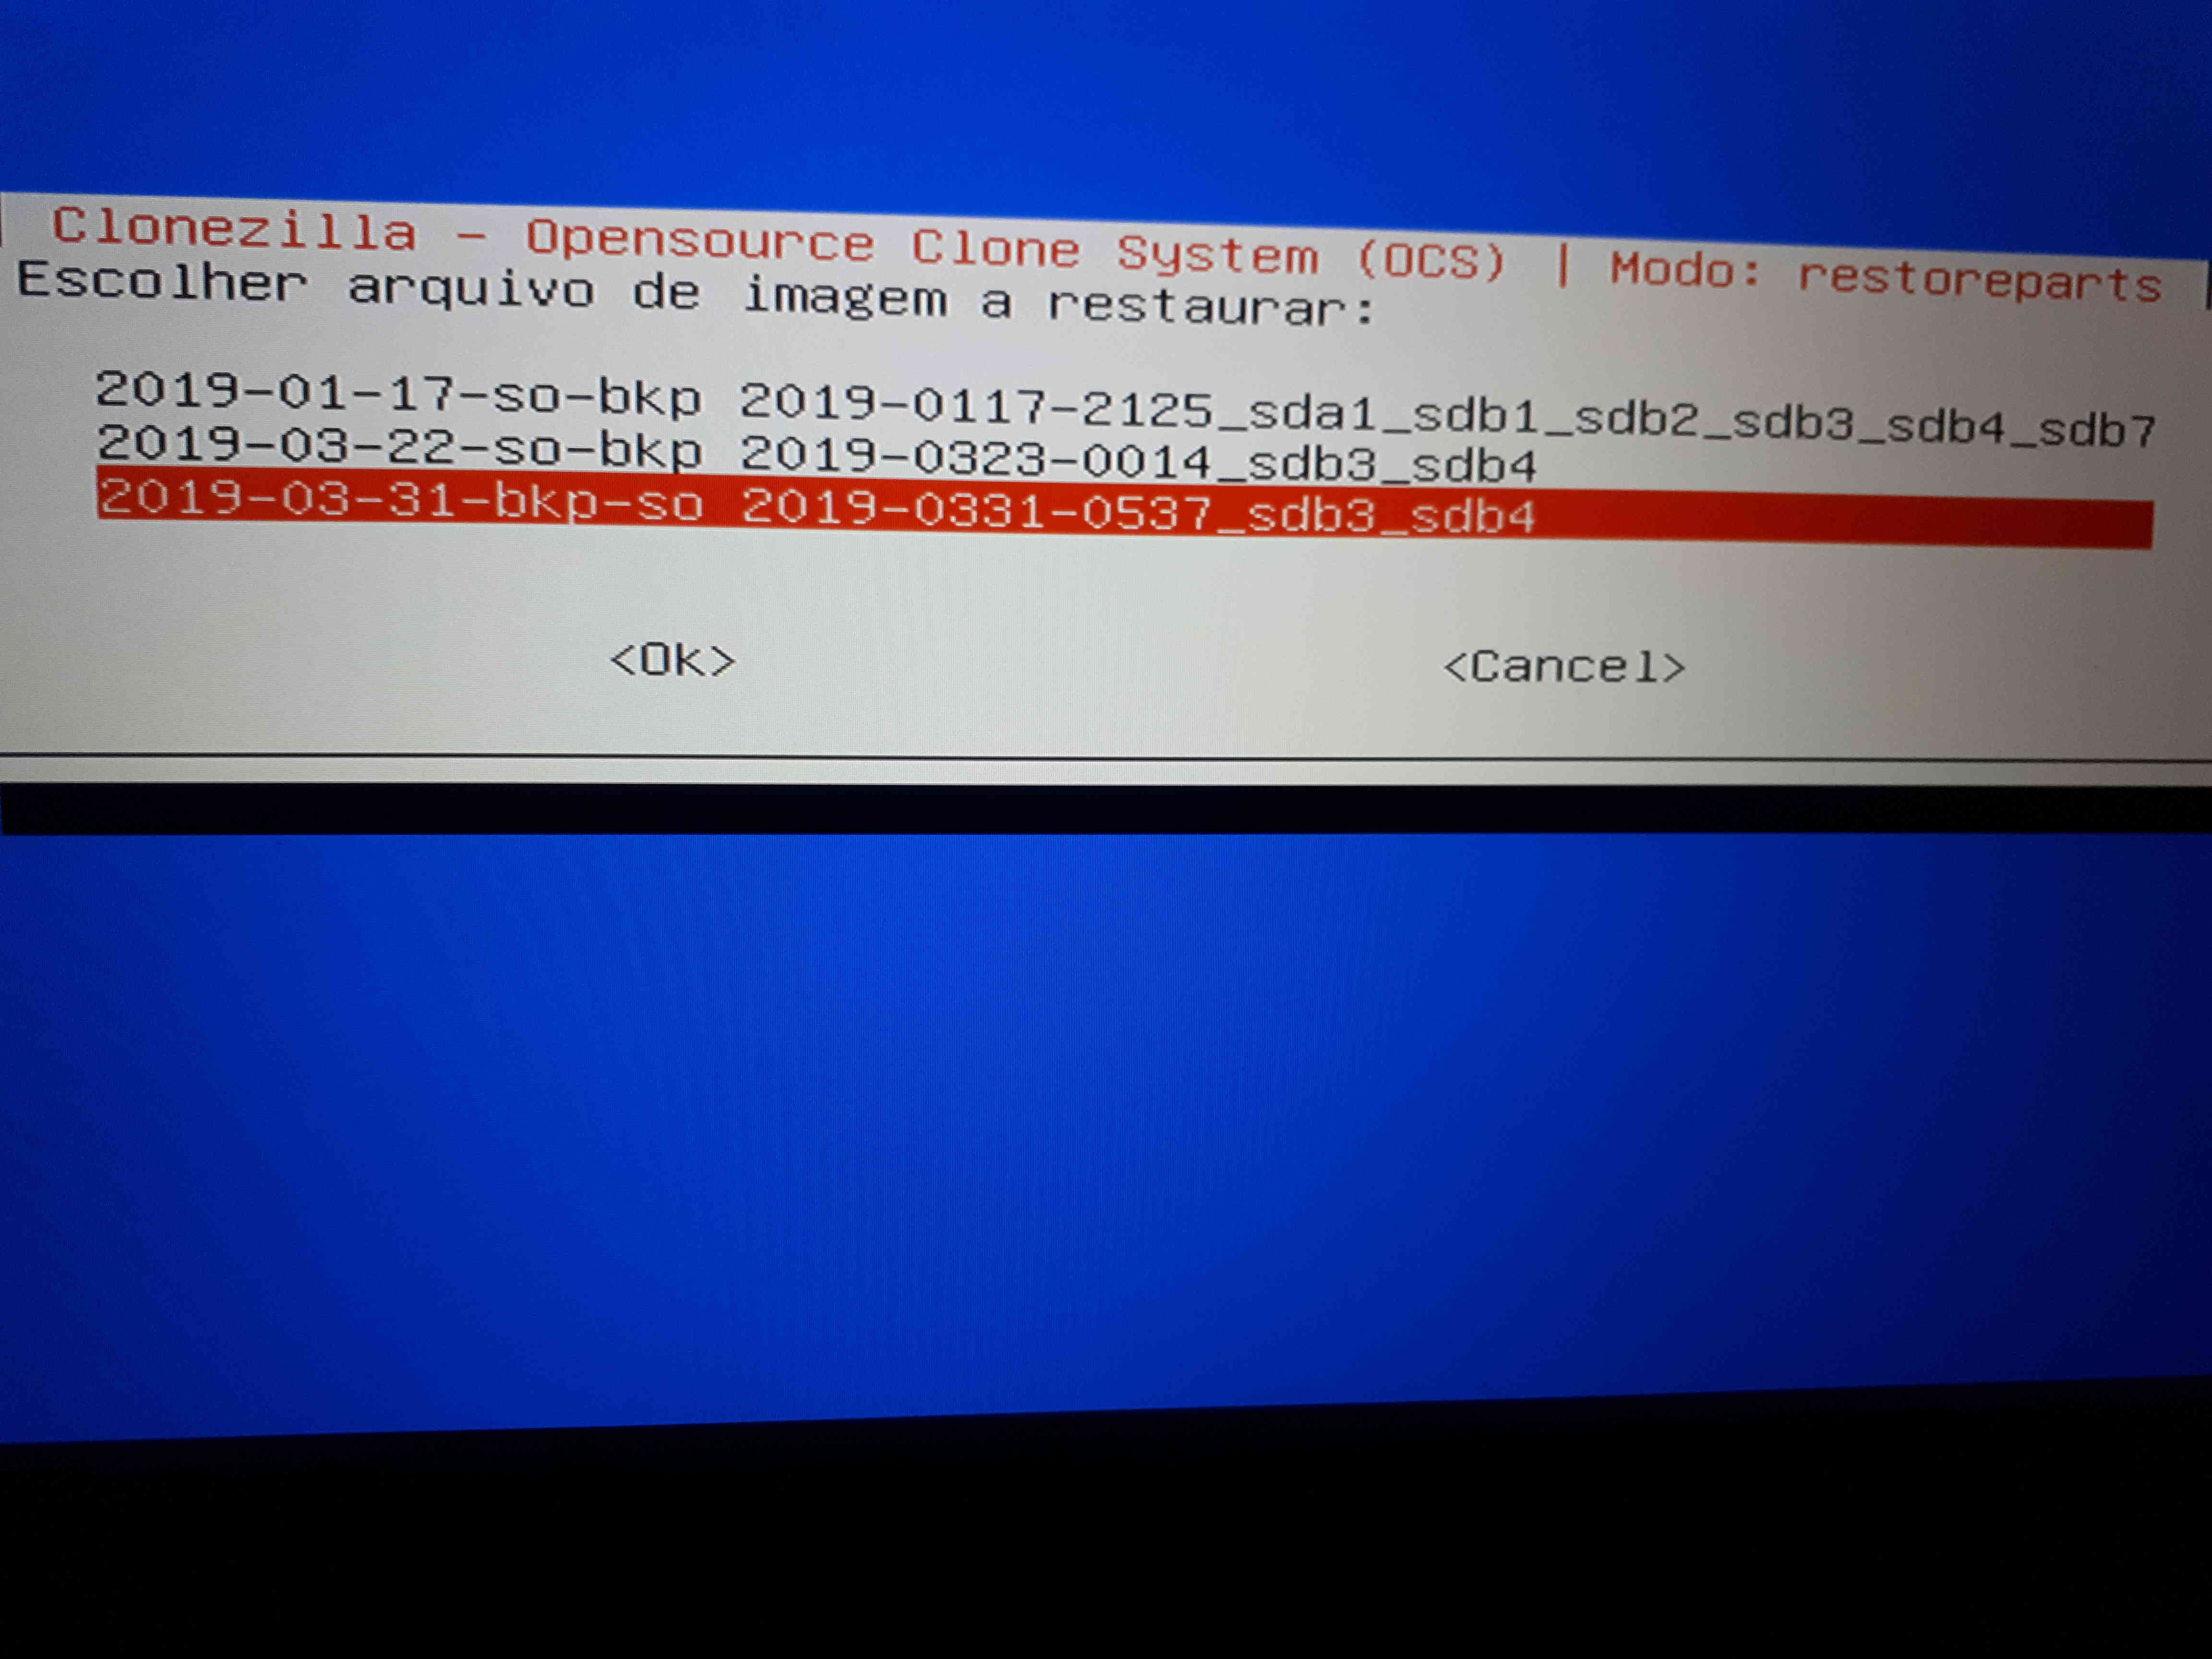 Clonezilla - Opensource Clone System (OCS) | Modo: restoreparts
Escolher arquivo de imagem a restaurar:
2019-01-17-so-bkp 2019-0117-2125_sda1_sdb1_sdb2_sdb3_sdb4_sdb7
2019-03-22-so-bkp 2019-0323-0014_sdb3_sdb4
2019-03-31-bkp-so 2019-0331-0537_sdb3_sdb4
<Ok> <Cancel>